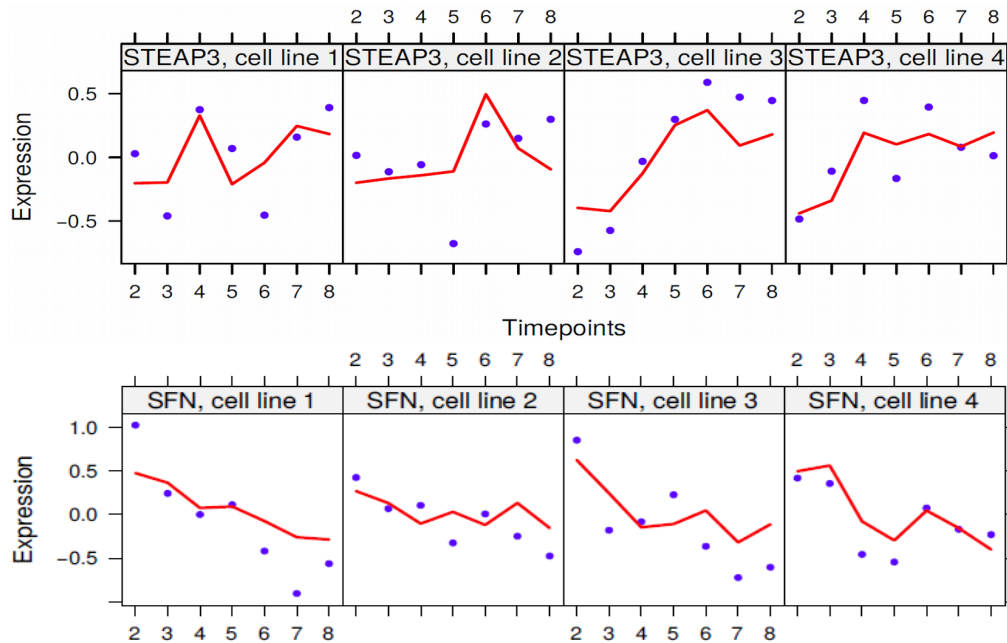 2 3 4 5 6 7 8 2 3 4 5 6 7 8
STEAP3, cell line 1 STEAP3, cell line 2 STEAP3, cell line 3 STEAP3, cell line 4
Expression
0.5
0.0
−0.5
2 3 4 5 6 7 8 2 3 4 5 6 7 8
Timepoints
2 3 4 5 6 7 8 2 3 4 5 6 7 8
SFN, cell line 1 SFN, cell line 2 SFN, cell line 3 SFN, cell line 4
Expression
1.0
0.5
0.0
−0.5
2 3 4 5 6 7 8 2 3 4 5 6 7 8